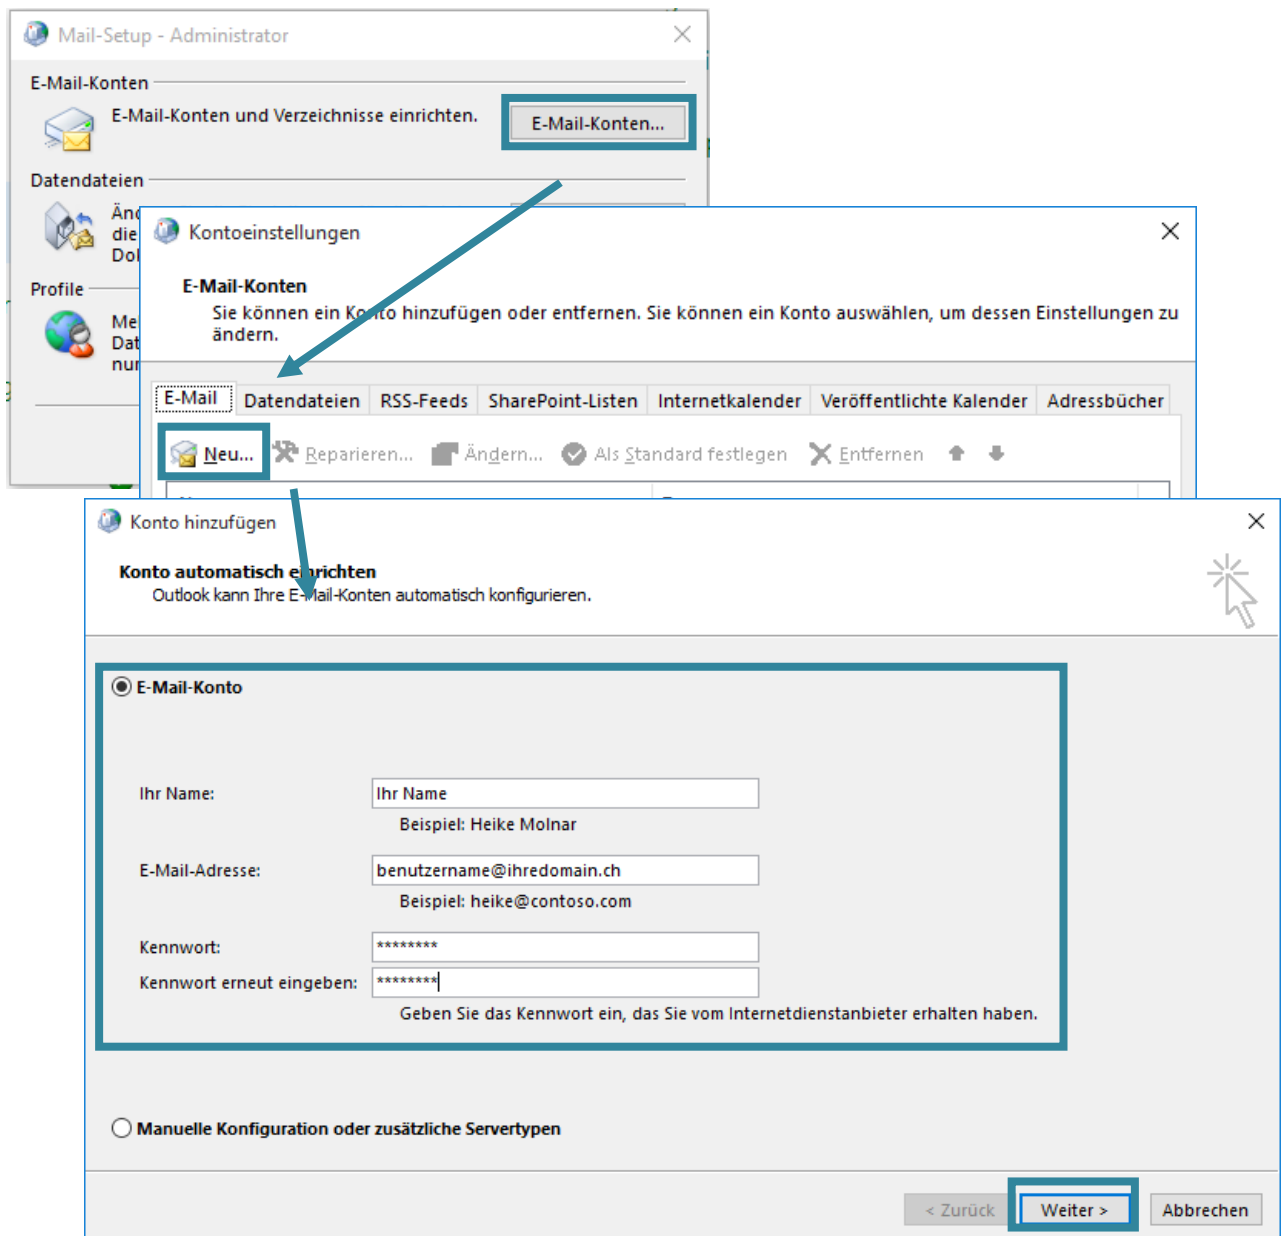 Mail-Setup - Administrator
E-Mail-Konten
E-Mail-Konten und Verzeichnisse einrichten.
E-Mail-Konten...
Datendateien
die
Profile
Kontoeinstellungen
E-Mail-Konten
Sie können ein Konto hinzufügen oder entfernen. Sie können ein Konto auswählen, um dessen Einstellungen zu
ändern.
E-Mail Datendateien RSS-Feeds SharePoint-Listen Internetkalender Veröffentlichte Kalender Adressbücher
Neu... Reparieren... Ändern... Als Standard festlegen Entfernen
Konto hinzufügen
Konto automatisch einrichten
Outlook kann Ihre E-Mail-Konten automatisch konfigurieren.
E-Mail-Konto
Ihr Name: Ihr Name
Beispiel: Heike Molnar
E-Mail-Adresse: benutzername@ihredomain.ch
Beispiel: heike@contoso.com
Kennwort: ********
Kennwort erneut eingeben: ********
Geben Sie das Kennwort ein, das Sie vom Internetdienstanbieter erhalten haben.
Manuelle Konfiguration oder zusätzliche Servertypen
< Zurück Weiter > Abbrechen